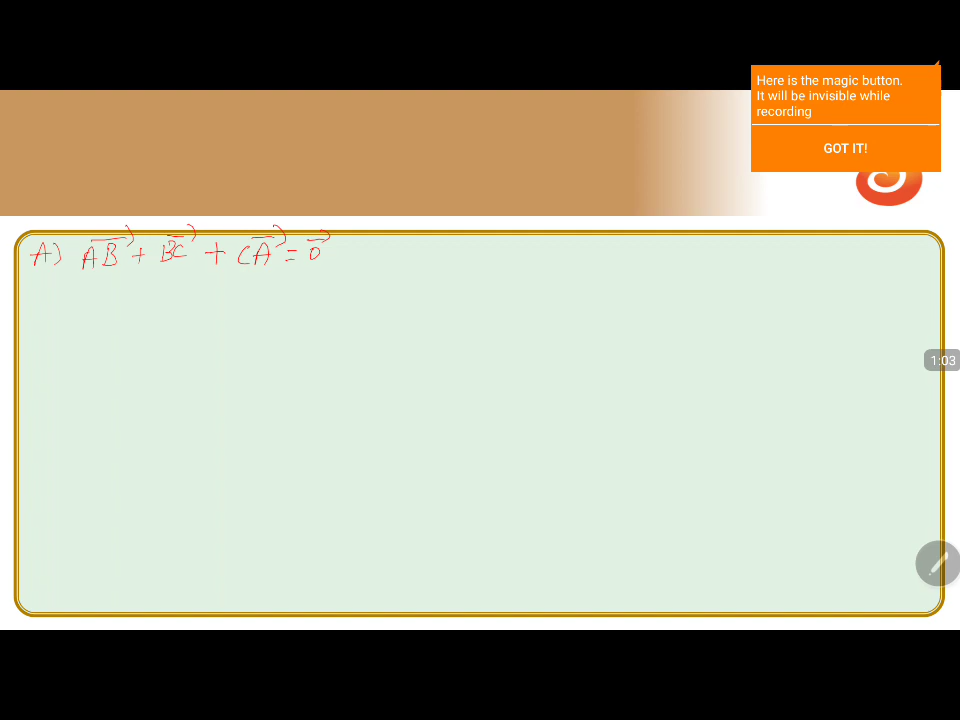 Here is the magic button.
It will be invisible while
recording
GOT IT!
A) AB⃗ + BC⃗ + CA⃗ = 0⃗
1:03